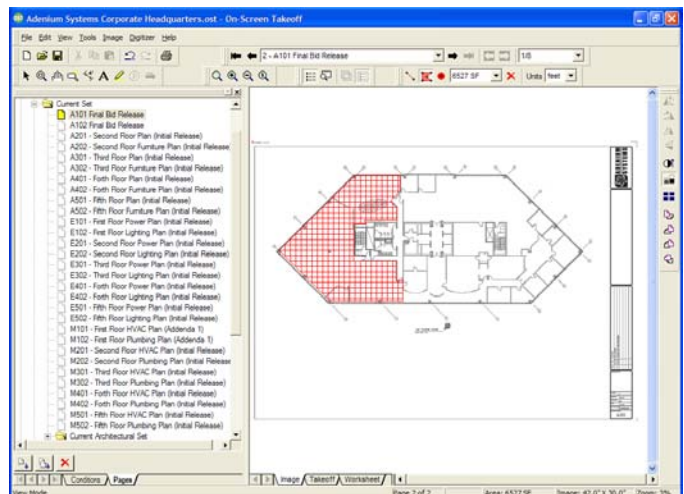 Adenium Systems Corporate Headquarters.ost - On-Screen Takeoff
File Edit View Tools Image Digitizer Help
2 - A101 Final Bid Release
1/8
6527 SF
Units feet
Current Set
A101 Final Bid Release
A102 Final Bid Release
A201 - Second Floor Plan (Initial Release)
A202 - Second Floor Furniture Plan (Initial Release
A301 - Third Floor Plan (Initial Release)
A302 - Third Floor Furniture Plan (Initial Release)
A401 - Forth Floor Plan (Initial Release)
A402 - Forth Floor Furniture Plan (Initial Release)
A501 - Fifth Floor Plan (Initial Release)
A502 - Fifth Floor Furniture Plan (Initial Release)
E101 - First Floor Power Plan (Initial Release)
E102 - First Floor Lighting Plan (Initial Release)
E201 - Second Floor Power Plan (Initial Release)
E202 - Second Floor Lighting Plan (Initial Release)
E301 - Third Floor Power Plan (Initial Release)
E302 - Third Floor Lighting Plan (Initial Release)
E401 - Forth Floor Power Plan (Initial Release)
E402 - Forth Floor Lighting Plan (Initial Release)
E501 - Fifth Floor Power Plan (Initial Release)
E502 - Fifth Floor Lighting Plan (Initial Release)
M101 - First Floor HVAC Plan (Addenda 1)
M102 - First Floor Plumbing Plan (Addenda 1)
M201 - Second Floor HVAC Plan (Initial Release)
M202 - Second Floor Plumbing Plan (Initial Release)
M301 - Third Floor HVAC Plan (Initial Release)
M302 - Third Floor Plumbing Plan (Initial Release)
M401 - Forth Floor HVAC Plan (Initial Release)
M402 - Forth Floor Plumbing Plan (Initial Release)
M501 - Fifth Floor HVAC Plan (Initial Release)
M502 - Fifth Floor Plumbing Plan (Initial Release)
Current Architectural Set
Conditions Pages
Image Takeoff Worksheet
View Mode
Page 2 of 2
Area: 6527 SF
Image: 42.0" X 30.0"
Zoom: 25%